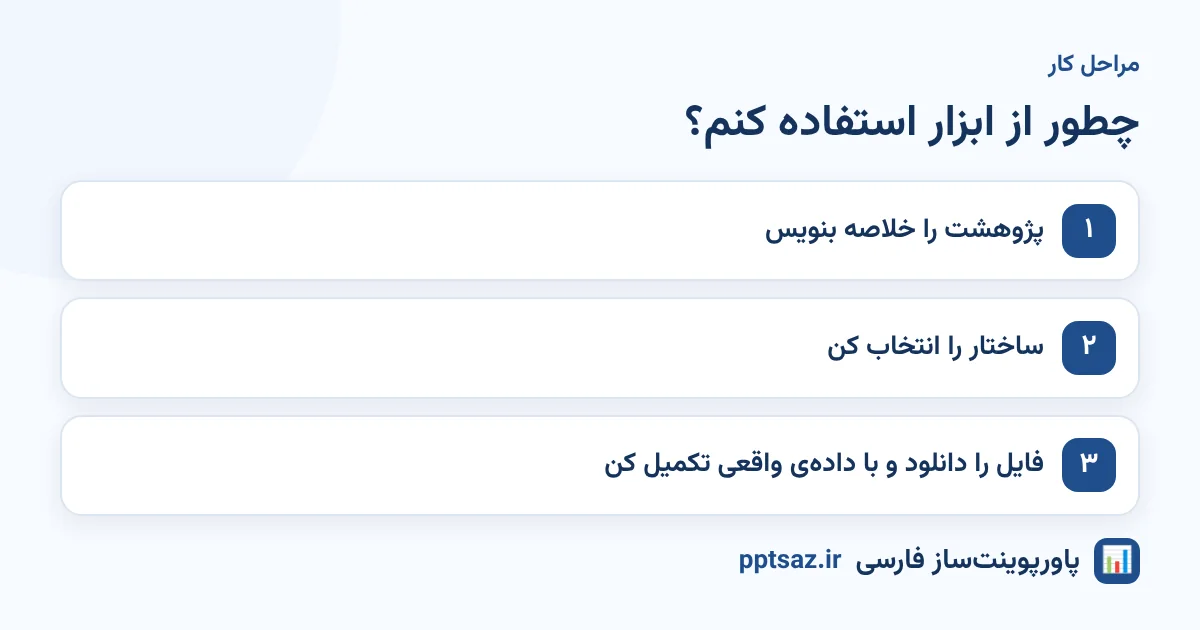 مراحل کار
چطور از ابزار استفاده کنم؟
۱ پژوهشت را خلاصه بنویس
۲ ساختار را انتخاب کن
۳ فایل را دانلود و با داده‌ی واقعی تکمیل کن
پاورپوینت‌ساز فارسی pptsaz.ir